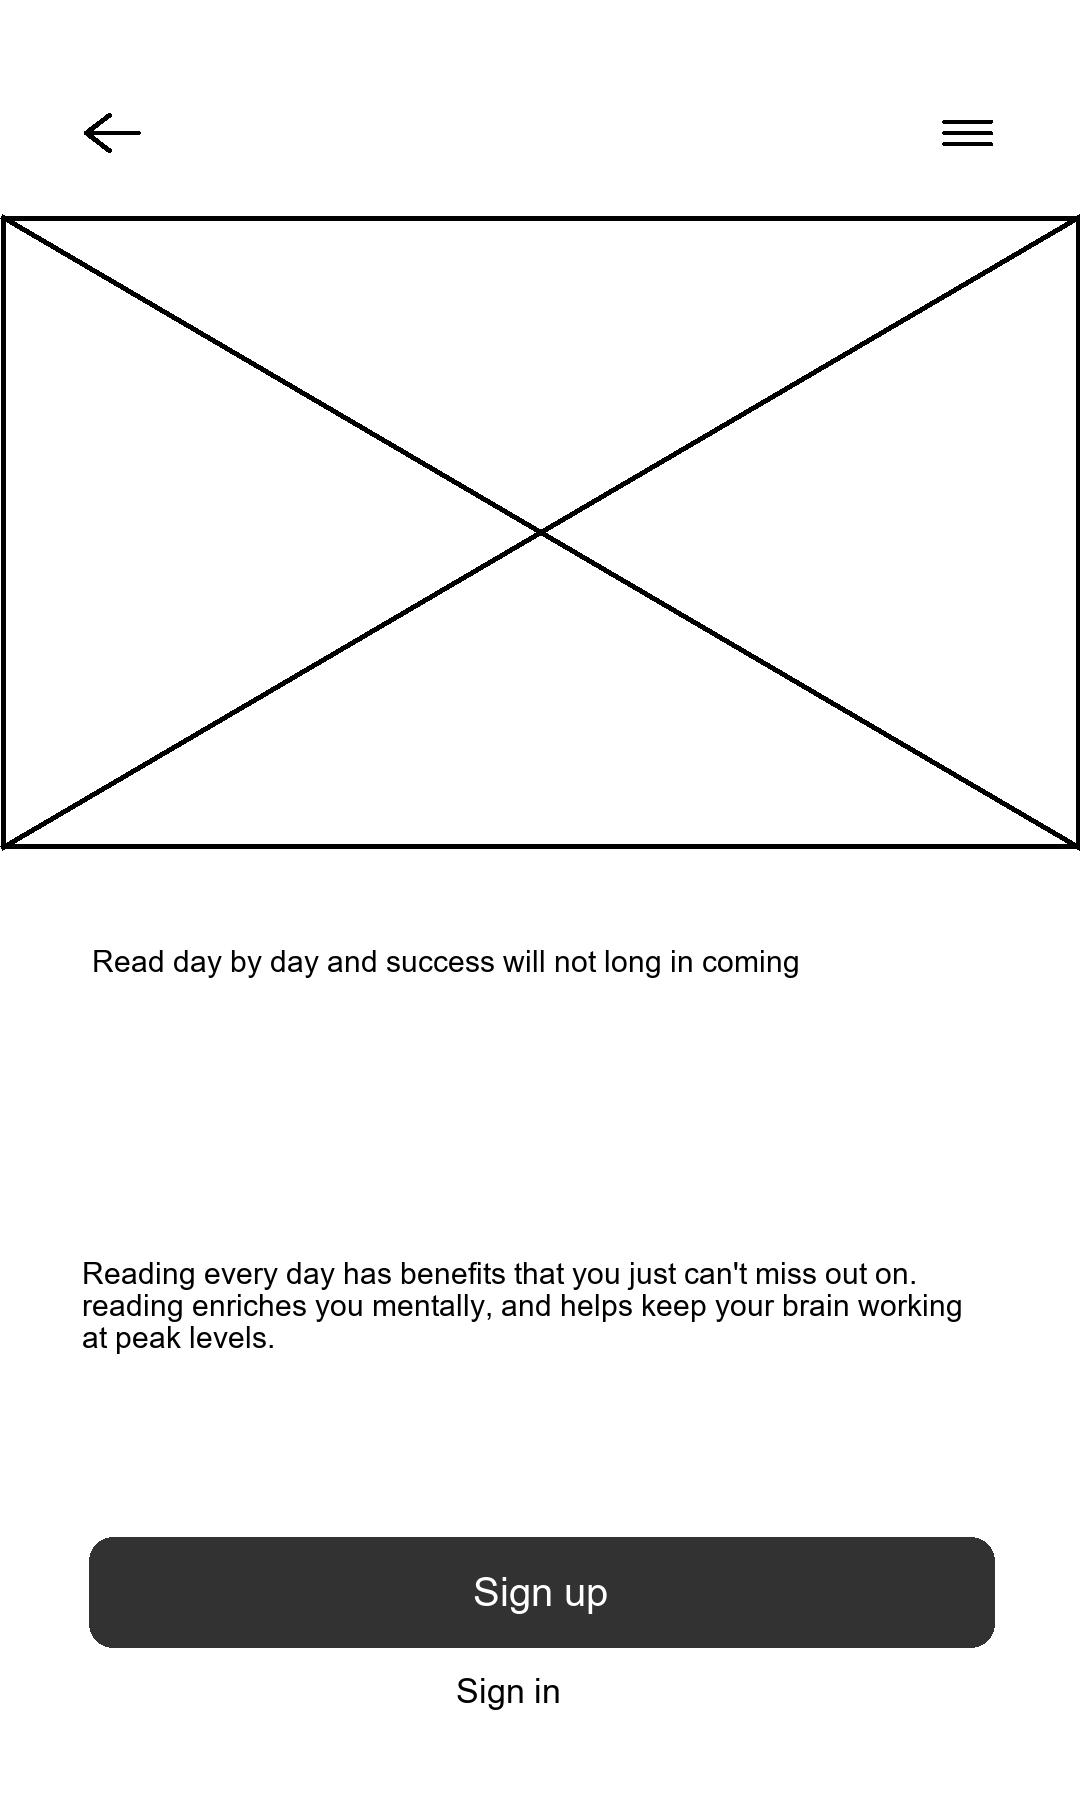 Read day by day and success will not long in coming
Reading every day has benefits that you just can't miss out on.
reading enriches you mentally, and helps keep your brain working
at peak levels.
Sign up
Sign in